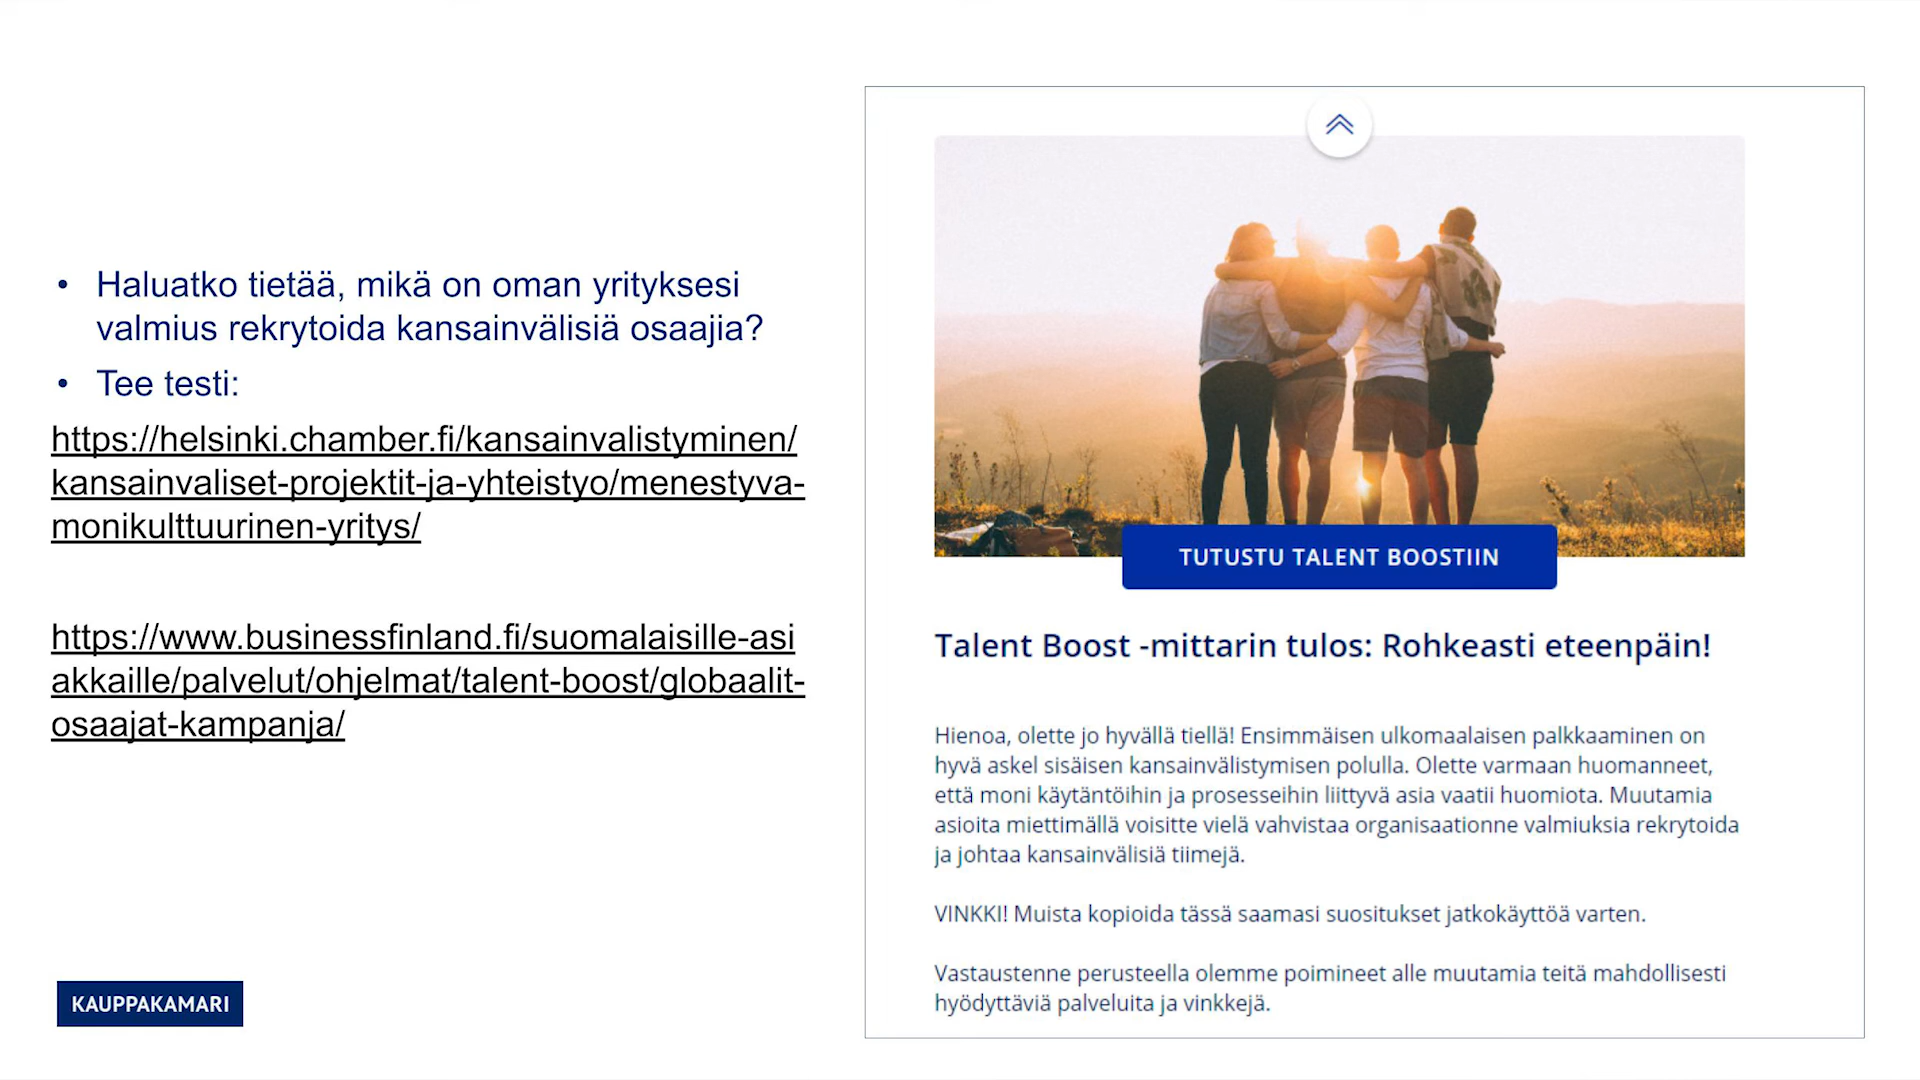 • Haluatko tietää, mikä on oman yrityksesi
valmius rekrytoida kansainvälisiä osaajia?
• Tee testi:
https://helsinki.chamber.fi/kansainvalistyminen/
kansainvaliset-projektit-ja-yhteistyo/menestyva-
monikulttuurinen-yritys/
https://www.businessfinland.fi/suomalaisille-asi
akkaille/palvelut/ohjelmat/talent-boost/globaalit-
osaajat-kampanja/
KAUPPAKAMARI
TUTUSTU TALENT BOOSTIIN
Talent Boost -mittarin tulos: Rohkeasti eteenpäin!
Hienoa, olette jo hyvällä tiellä! Ensimmäisen ulkomaalaisen palkkaaminen on
hyvä askel sisäisen kansainvälistymisen polulla. Olette varmaan huomanneet,
että moni käytäntöihin ja prosesseihin liittyvä asia vaatii huomiota. Muutamia
asioita miettimällä voisitte vielä vahvistaa organisaationne valmiuksia rekrytoida
ja johtaa kansainvälisiä tiimejä.
VINKKI! Muista kopioida tässä saamasi suositukset jatkokäyttöä varten.
Vastaustenne perusteella olemme poimineet alle muutamia teitä mahdollisesti
hyödyttäviä palveluita ja vinkkejä.